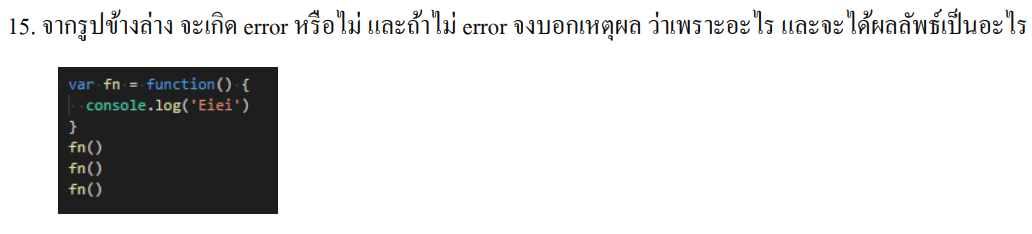 15. จากรูปข้างล่าง จะเกิด error หรือไม่ และถ้าไม่ error จงบอกเหตุผล ว่าเพราะอะไร และจะได้ผลลัพธ์เป็นอะไร
var fn = function() {
  console.log('Eiei')
}
fn()
fn()
fn()